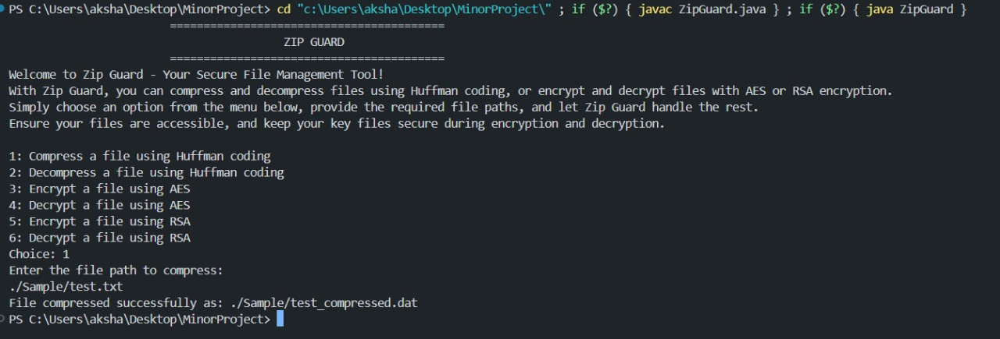 PS C:\Users\aksha\Desktop\MinorProject> cd "c:\Users\aksha\Desktop\MinorProject\" ; if ($?) { javac ZipGuard.java } ; if ($?) { java ZipGuard }
=========================================
ZIP GUARD
=========================================
Welcome to Zip Guard - Your Secure File Management Tool!
With Zip Guard, you can compress and decompress files using Huffman coding, or encrypt and decrypt files with AES or RSA encryption.
Simply choose an option from the menu below, provide the required file paths, and let Zip Guard handle the rest.
Ensure your files are accessible, and keep your key files secure during encryption and decryption.
1: Compress a file using Huffman coding
2: Decompress a file using Huffman coding
3: Encrypt a file using AES
4: Decrypt a file using AES
5: Encrypt a file using RSA
6: Decrypt a file using RSA
Choice: 1
Enter the file path to compress:
./Sample/test.txt
File compressed successfully as: ./Sample/test_compressed.dat
PS C:\Users\aksha\Desktop\MinorProject>